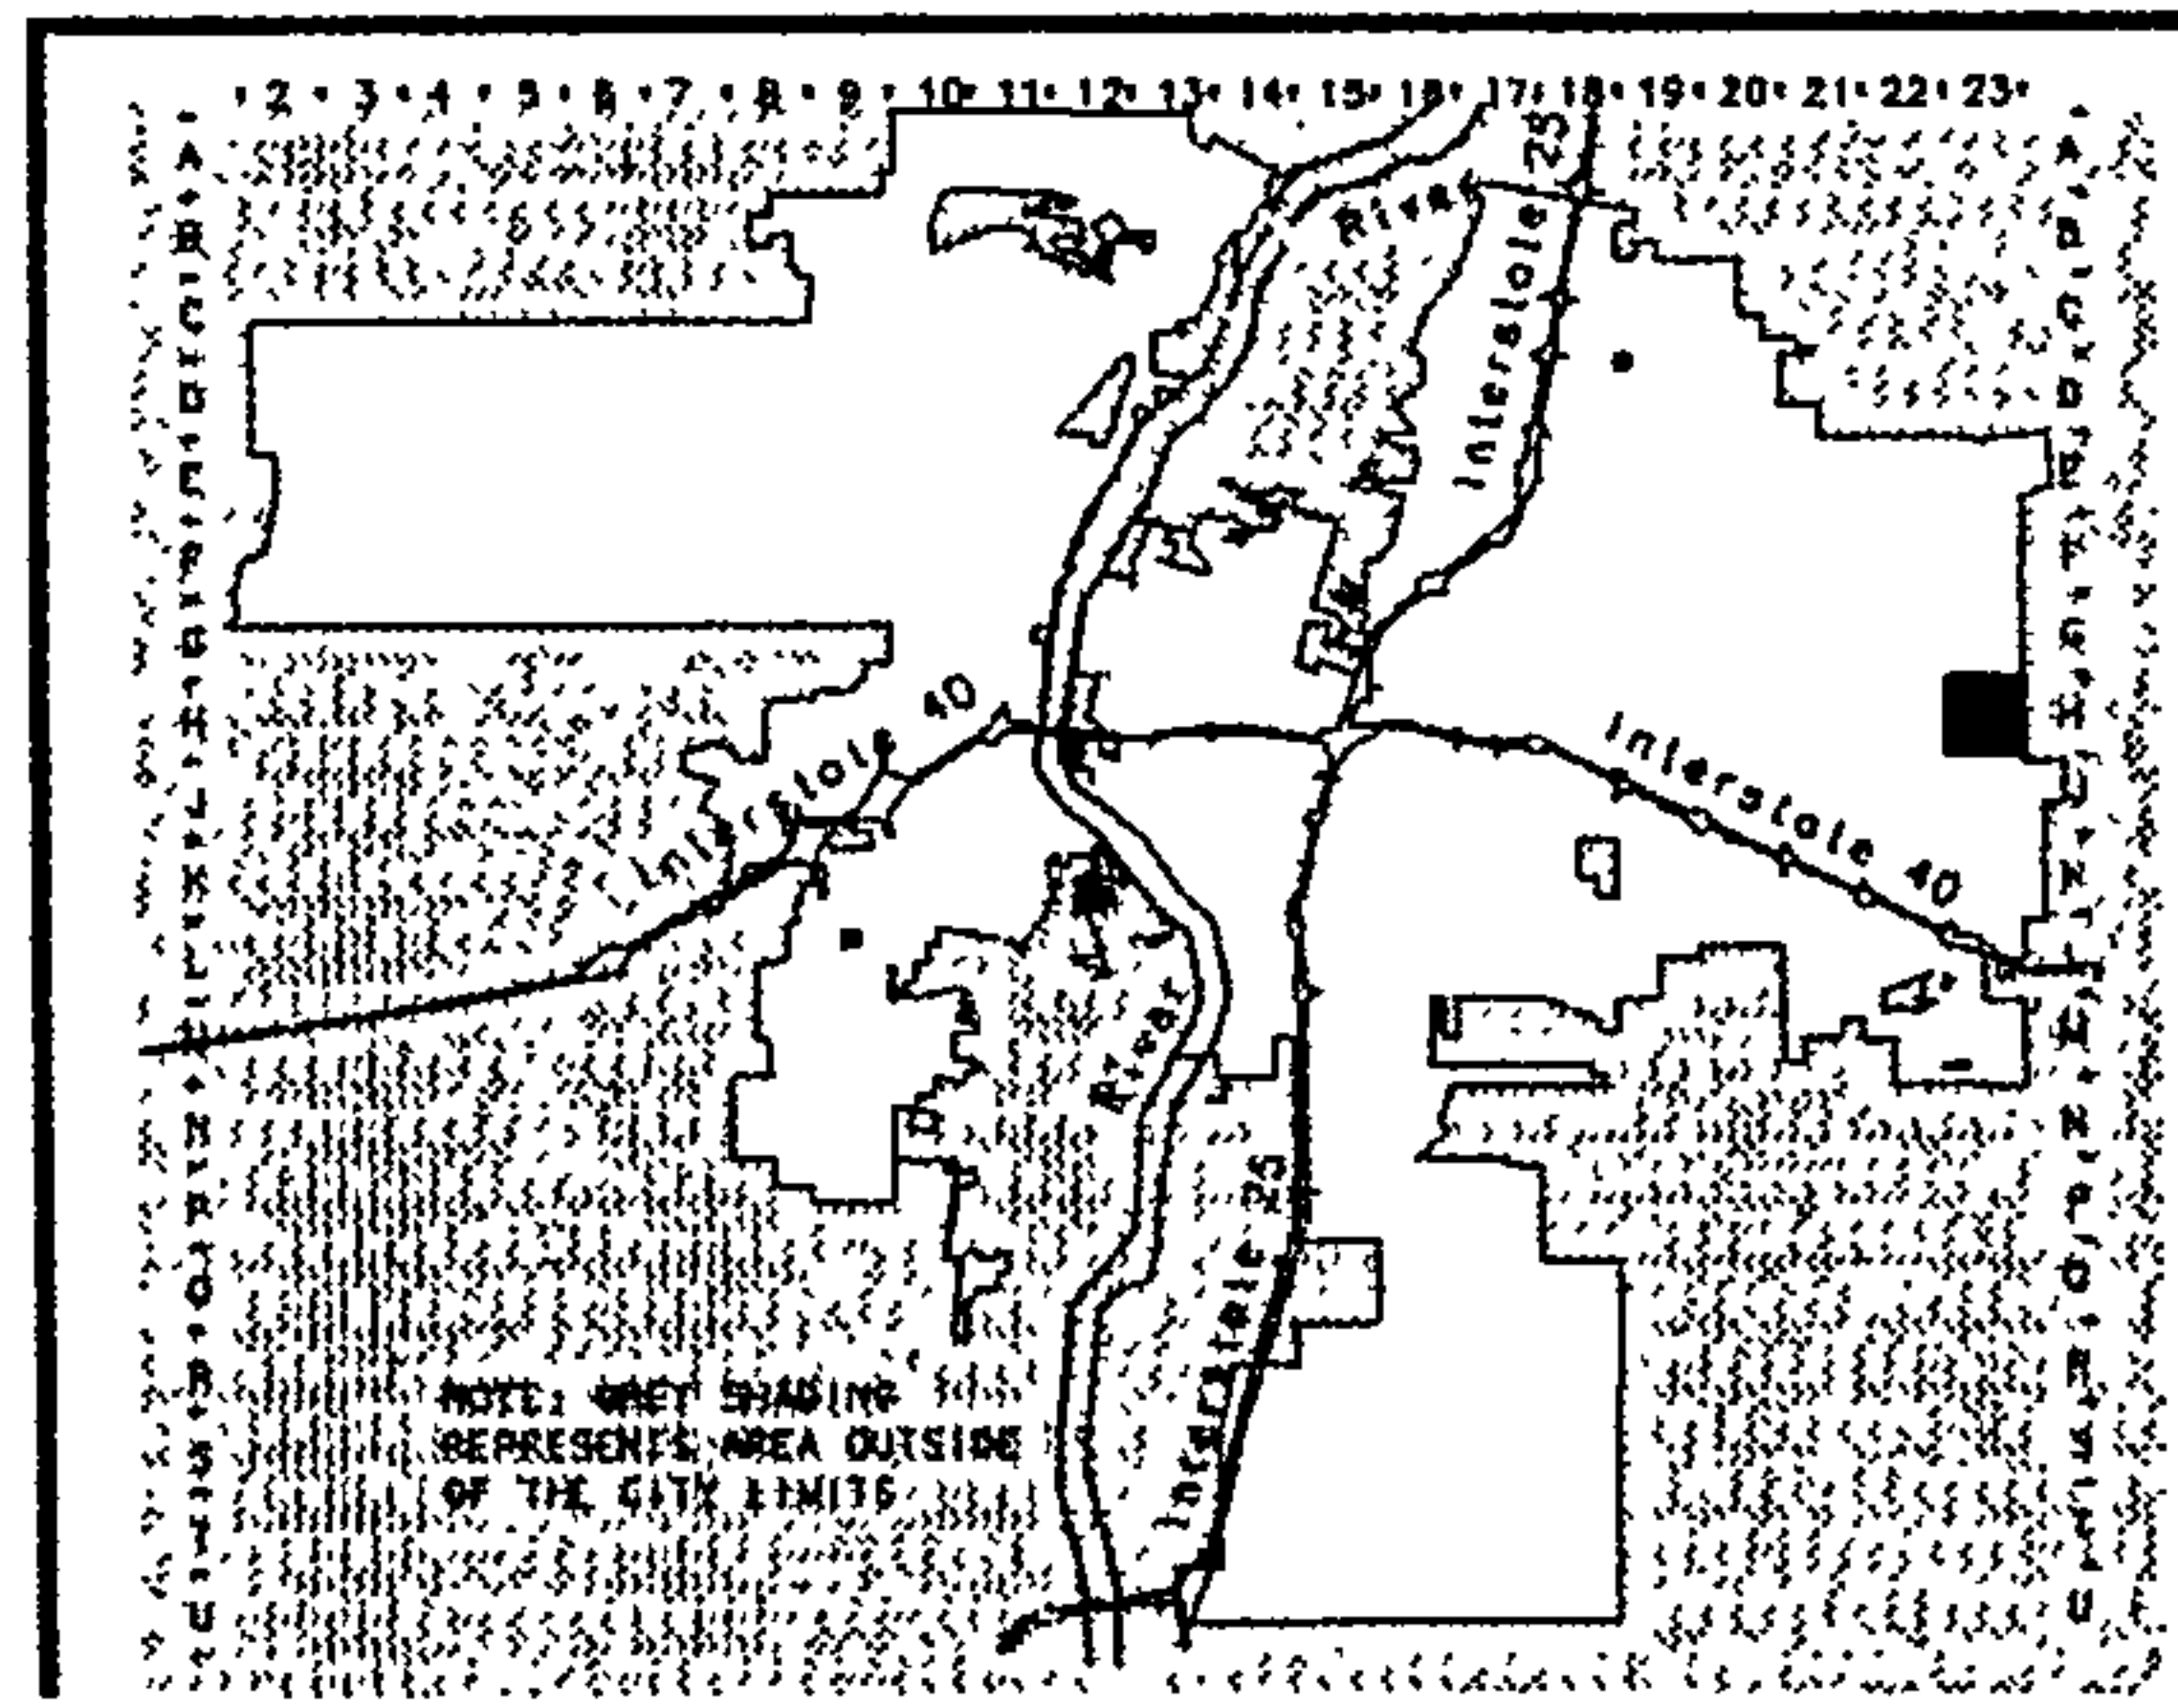 2 3 4 5 6 7 8 9 10 11 12 13 14 15 16 17 18 19 20 21 22 23
A
B
C
D
E
F
G
H
J
K
L
M
N
P
Q
R
S
T
U
River
Interstate 25
Interstate 40
Interstate 40
River
Interstate 25
NOTE: GREY SHADING
REPRESENTS AREA OUTSIDE
OF THE CITY LIMITS
A
B
C
D
E
F
G
H
J
K
L
M
N
P
Q
R
S
T
U